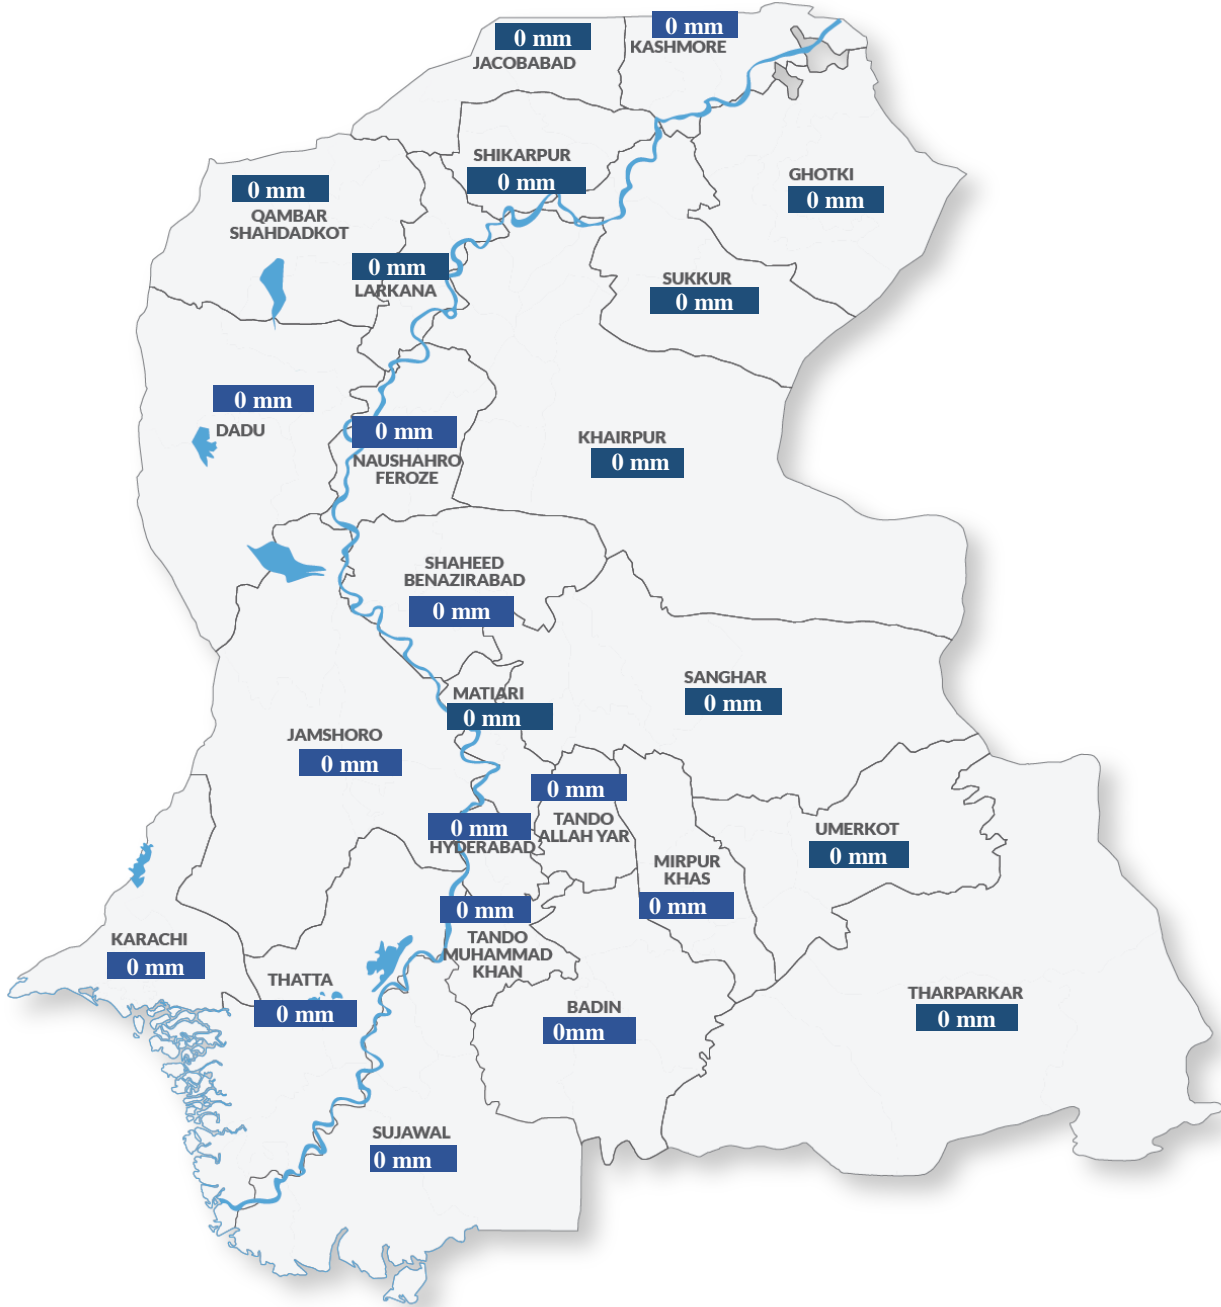 0 mm
KASHMORE
0 mm
JACOBABAD
SHIKARPUR
0 mm
GHOTKI
0 mm
0 mm
QAMBAR
SHAHDADKOT
0 mm
LARKANA
SUKKUR
0 mm
0 mm
DADU
0 mm
NAUSHAHRO
FEROZE
KHAIRPUR
0 mm
SHAHEED
BENAZIRABAD
0 mm
SANGHAR
0 mm
MATIARI
0 mm
JAMSHORO
0 mm
0 mm
TANDO
ALLAH YAR
0 mm
HYDERABAD
UMERKOT
0 mm
MIRPUR
KHAS
0 mm
0 mm
TANDO
MUHAMMAD
KHAN
KARACHI
0 mm
THATTA
0 mm
BADIN
0mm
THARPARKAR
0 mm
SUJAWAL
0 mm